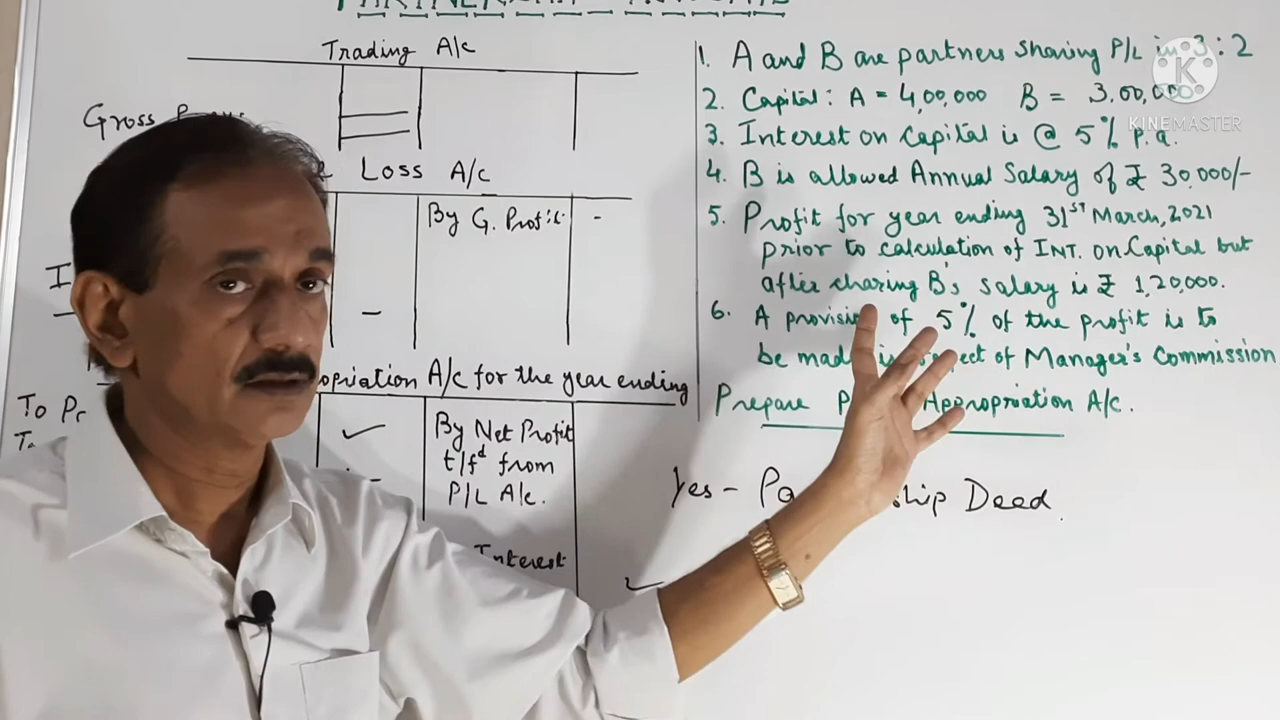 Trading A/c
Gross
Loss A/c
By G. Profit
A/c for the year ending
To
By Net Profit
t/fd from
P/L A/c.
Interest
1. A and B are partners sharing P/L in 3:2
2. Capital: A = 4,00,000 B = 3,00,000
3. Interest on Capital is @ 5% p.a.
4. B is allowed Annual Salary of ₹ 30,000/-
5. Profit for year ending 31ST March, 2021
prior to calculation of INT. on Capital but
after sharing B's salary is ₹ 1,20,000.
6. A provision of 5% of the profit is to
be made in respect of Manager's Commission
Prepare Appropriation A/c.
Yes - Deed.
KINEMASTER